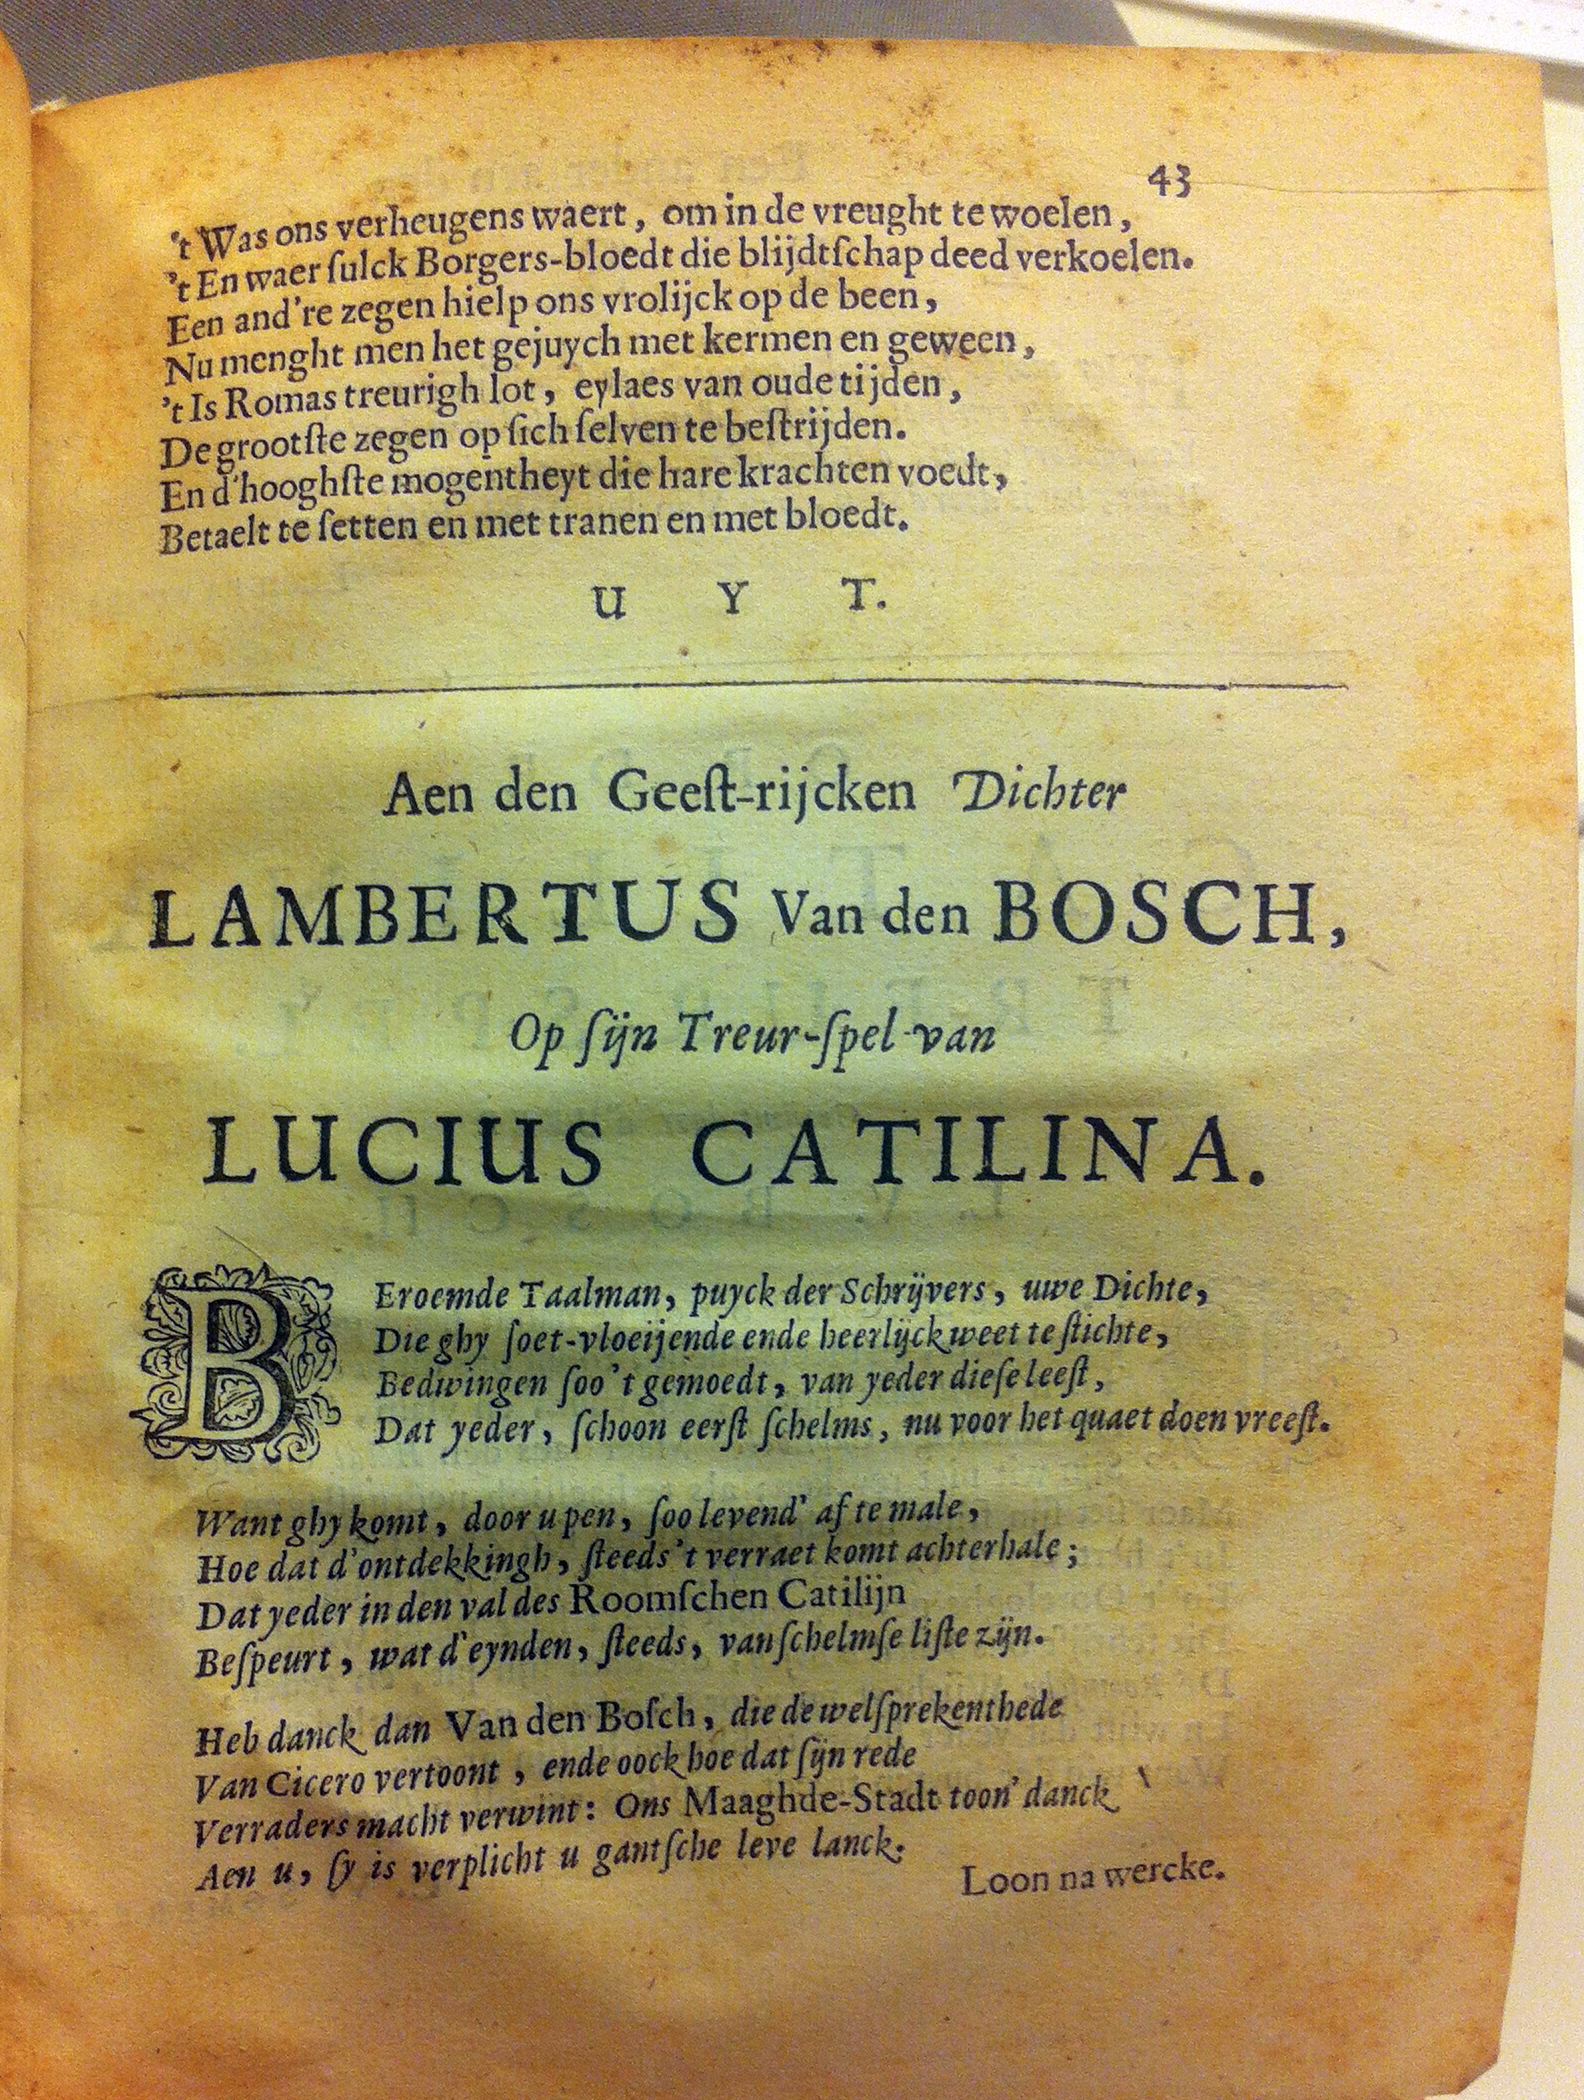 43
't Was ons verheugens waert, om in de vreught te woelen,
't En waer ſulck Borgers-bloedt die blijdtſchap deed verkoelen.
Een and're zegen hielp ons vrolijck op de been,
Nu menght men het gejuych met kermen en geween,
't Is Romas treurigh lot, eylaes van oude tijden,
De grootſte zegen op ſich ſelven te beſtrijden.
En d'hooghſte mogentheyt die hare krachten voedt,
Betaelt te ſetten en met tranen en met bloedt.
U Y T.
Aen den Geeſt-rijcken Dichter
LAMBERTUS Van den BOSCH,
Op ſijn Treur-ſpel van
LUCIUS CATILINA.
BEroemde Taalman, puyck der Schrijvers, uwe Dichte,
Die ghy ſoet-vloeijende ende heerlijck weet te ſtichte,
Bedwingen ſoo 't gemoedt, van yeder dieſe leeſt,
Dat yeder, ſchoon eerſt ſchelms, nu voor het quaet doen vreeſt.
Want ghy komt, door u pen, ſoo levend' af te male,
Hoe dat d'ontdekkingh, ſteeds 't verraet komt achterhale;
Dat yeder in den val des Roomſchen Catilijn
Beſpeurt, wat d'eynden, ſteeds, van ſchelmſe liſte zijn.
Heb danck dan Van den Boſch, die de welſprekenthede
Van Cicero vertoont, ende oock hoe dat ſijn rede
Verraders macht verwint: Ons Maaghde-Stadt toon' danck
Aen u, ſy is verplicht u gantſche leve lanck.
Loon na wercke.